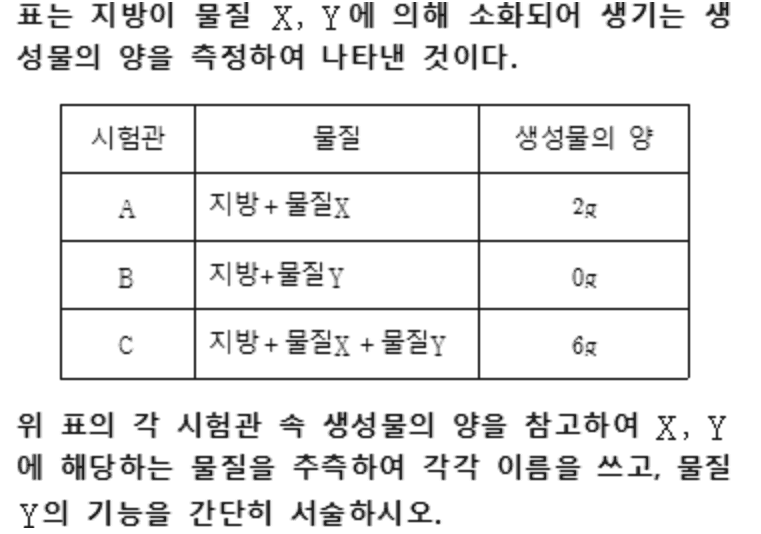 표는 지방이 물질 X, Y에 의해 소화되어 생기는 생
성물의 양을 측정하여 나타낸 것이다.
시험관 물질 생성물의 양
A 지방 + 물질X 2g
B 지방+물질Y 0g
C 지방 + 물질X + 물질Y 6g
위 표의 각 시험관 속 생성물의 양을 참고하여 X, Y
에 해당하는 물질을 추측하여 각각 이름을 쓰고, 물질
Y의 기능을 간단히 서술하시오.